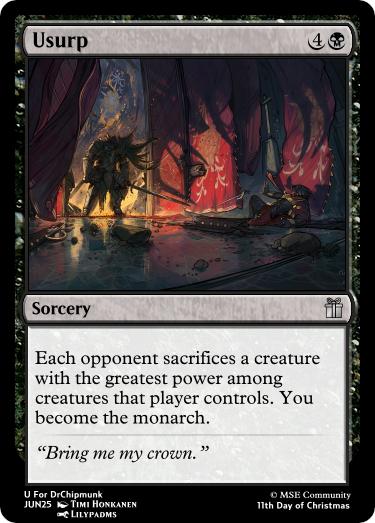 Usurp 4
Sorcery
Each opponent sacrifices a creature
with the greatest power among
creatures that player controls. You
become the monarch.
“Bring me my crown.”
U For DrChipmunk © MSE Community
JUN25 Timi Honkanen 11th Day of Christmas
Lilypadms